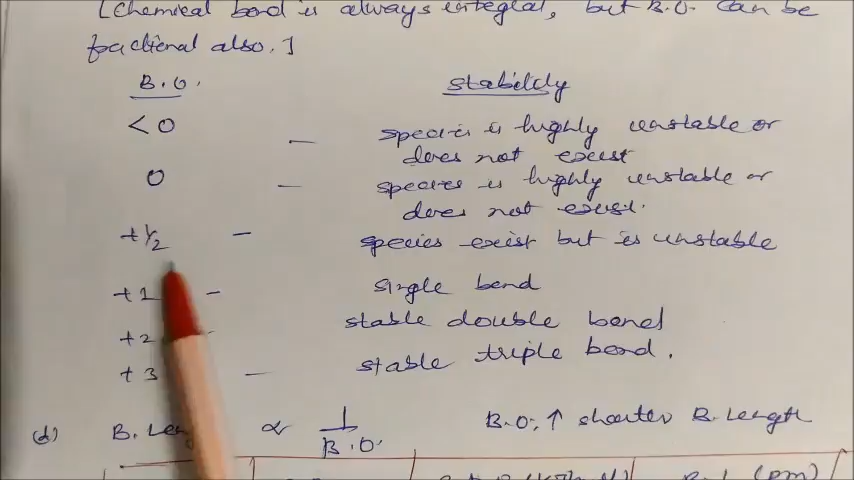 [Chemical bond is always integral, but B.O. can be
fractional also.]
B.O. Stability
< 0 — species is highly unstable or
does not exist
0 — species is highly unstable or
does not exist.
+ 1/2 — species exist but is unstable
+ 1 — single bond
+ 2 stable double bond
+ 3 — stable triple bond.
(d) B. Len ∝ 1/B.O. B.O. ↑ shorter B. Length
B.L (pm)